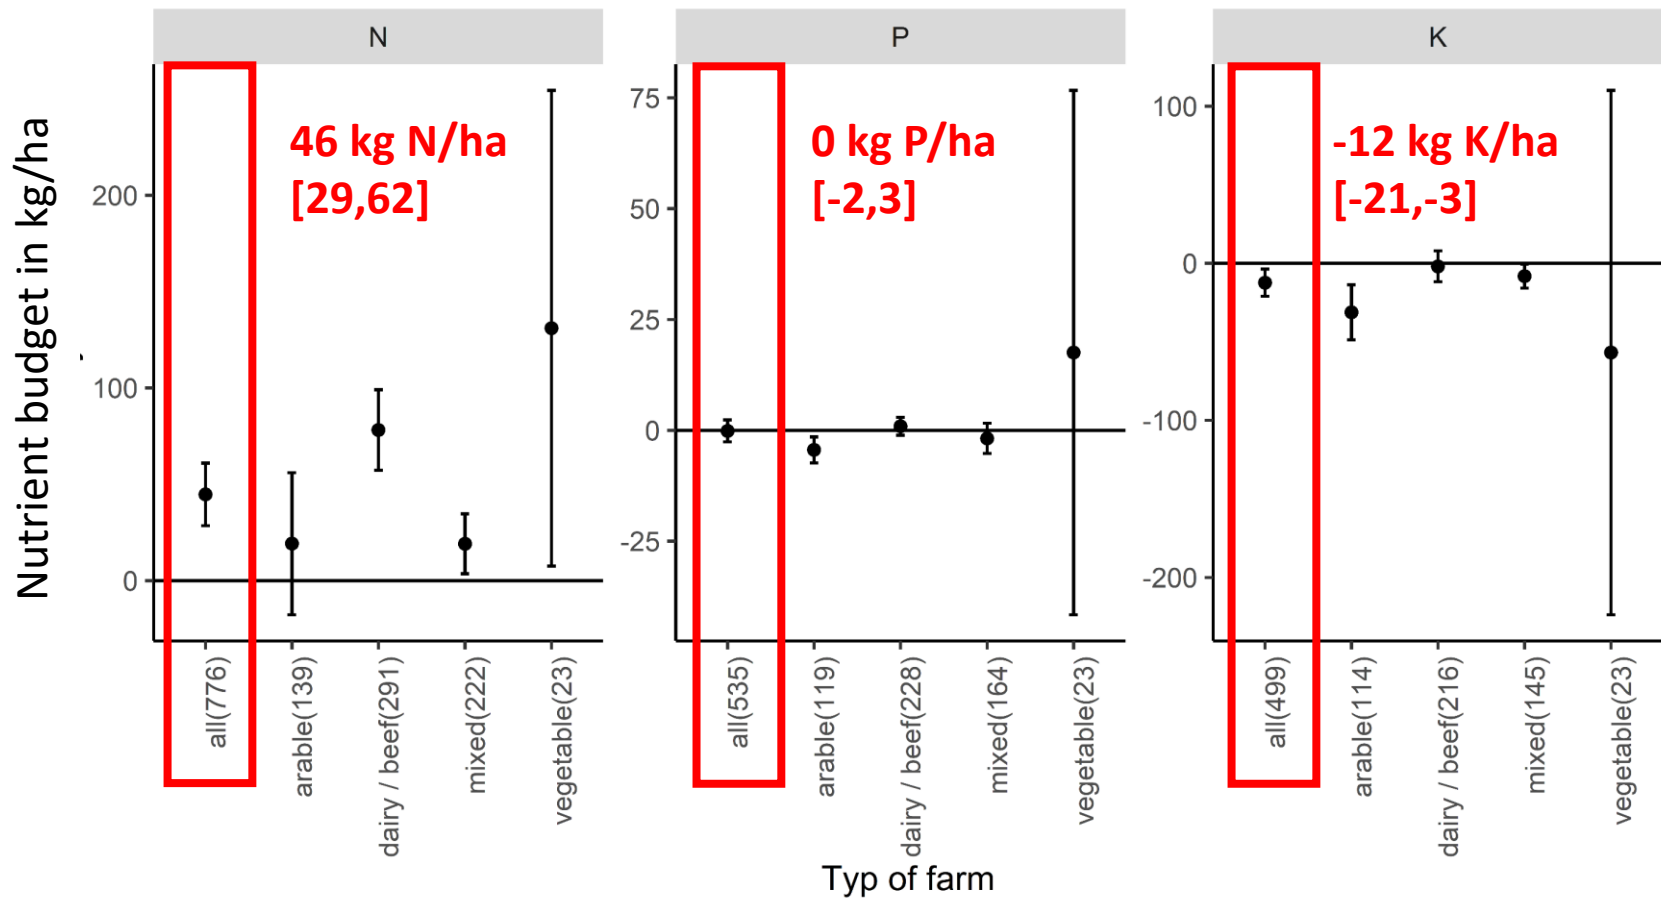 Nutrient budget in kg/ha
N
200
100
0
46 kg N/ha
[29,62]
all(776)
arable(139)
dairy / beef(291)
mixed(222)
vegetable(23)
P
75
50
25
0
-25
0 kg P/ha
[-2,3]
all(535)
arable(119)
dairy / beef(228)
mixed(164)
vegetable(23)
K
100
0
-100
-200
-12 kg K/ha
[-21,-3]
all(499)
arable(114)
dairy / beef(216)
mixed(145)
vegetable(23)
Typ of farm